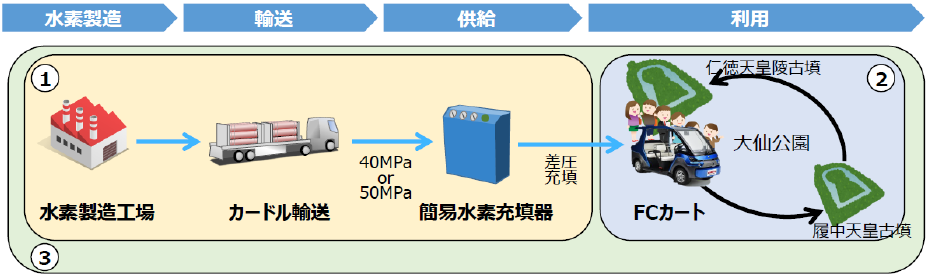 水素製造
輸送
供給
利用
①
水素製造工場
カードル輸送
40MPa
or
50MPa
簡易水素充填器
差圧
充填
②
仁徳天皇陵古墳
大仙公園
FCカート
履中天皇古墳
③